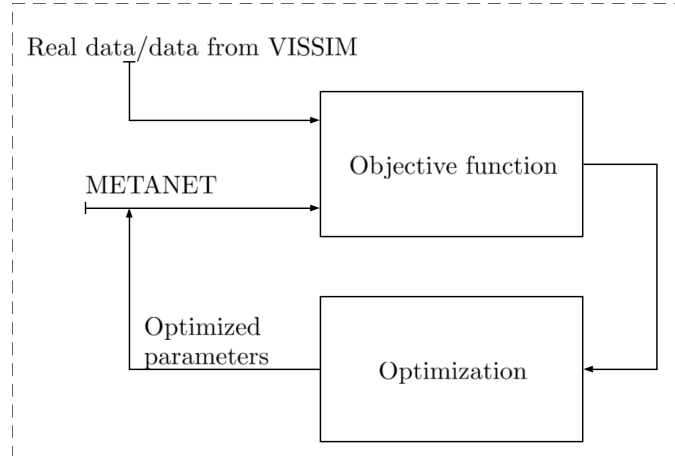 Real data/data from VISSIM
Objective function
METANET
Optimized
parameters
Optimization